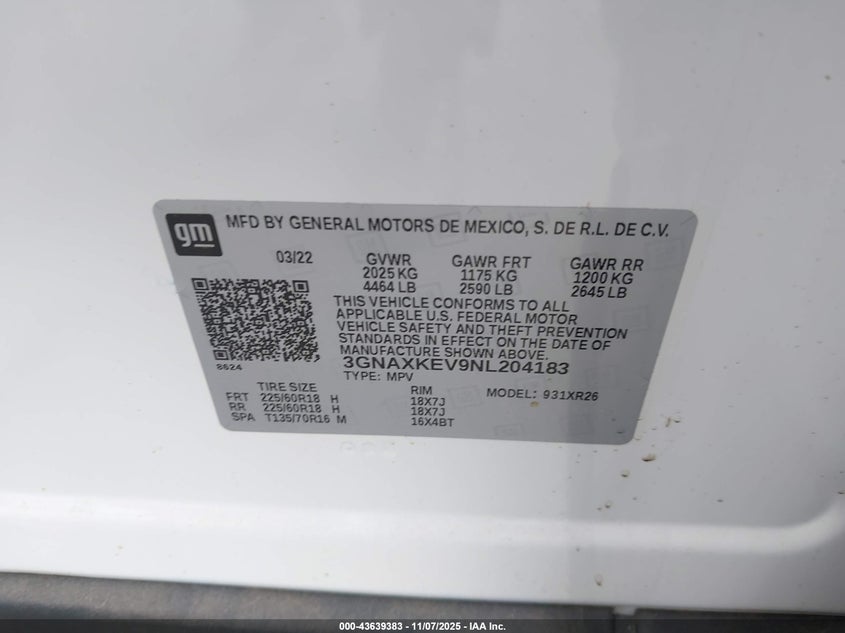 gm MFD BY GENERAL MOTORS DE MEXICO, S. DE R.L. DE C.V.
03/22 GVWR GAWR FRT GAWR RR
2025 KG 1175 KG 1200 KG
4464 LB 2590 LB 2645 LB
THIS VEHICLE CONFORMS TO ALL
APPLICABLE U.S. FEDERAL MOTOR
VEHICLE SAFETY AND THEFT PREVENTION
STANDARDS IN EFFECT ON THE DATE OF
MANUFACTURE SHOWN ABOVE.
8624
3GNAXKEV9NL204183
TYPE: MPV
TIRE SIZE RIM MODEL: 931XR26
FRT 225/60R18 H 18X7J
RR 225/60R18 H 18X7J
SPA T135/70R16 M 16X4BT
000-43639383 - 11/07/2025 - IAA Inc.